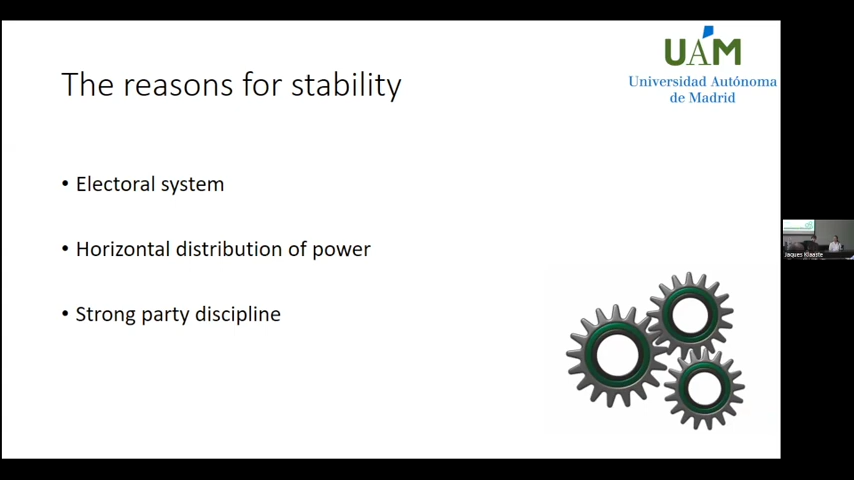 UAM
Universidad Autónoma
de Madrid
The reasons for stability
• Electoral system
• Horizontal distribution of power
• Strong party discipline
Jaques Klaaste